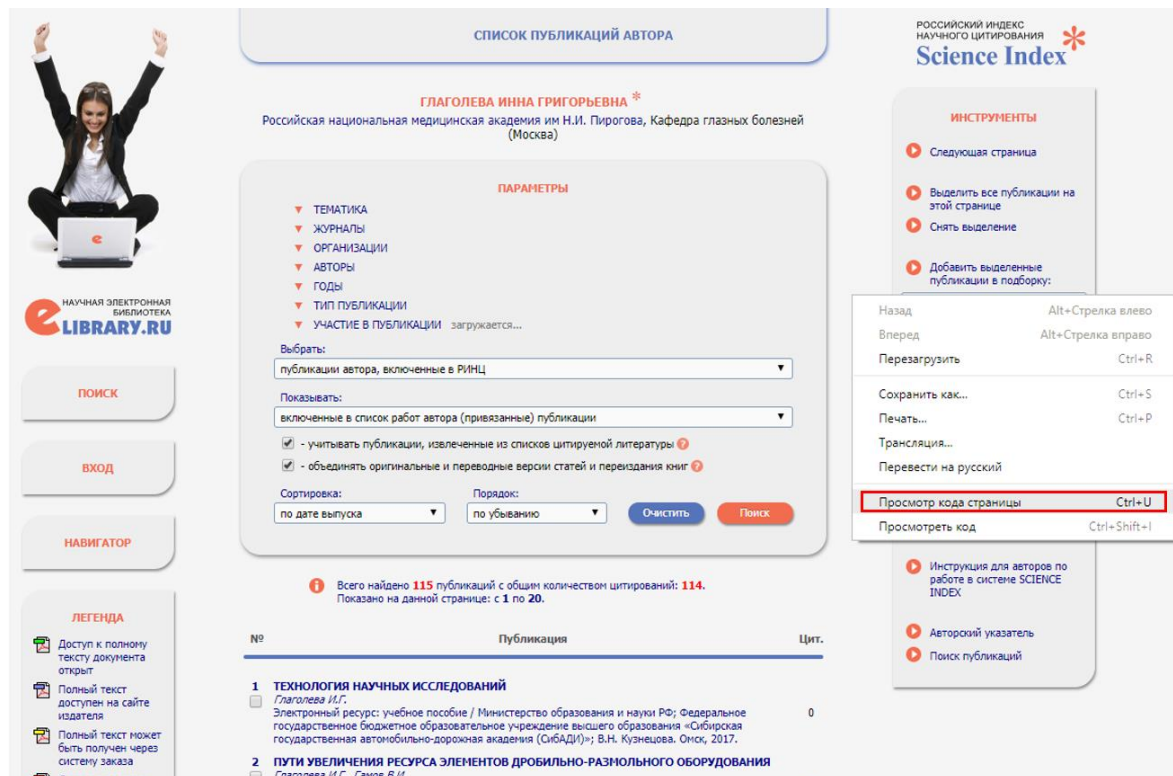 СПИСОК ПУБЛИКАЦИЙ АВТОРА
РОССИЙСКИЙ ИНДЕКС
НАУЧНОГО ЦИТИРОВАНИЯ
Science Index
ГЛАГОЛЕВА ИННА ГРИГОРЬЕВНА *
Российская национальная медицинская академия им Н.И. Пирогова, Кафедра глазных болезней
(Москва)
НАУЧНАЯ ЭЛЕКТРОННАЯ
БИБЛИОТЕКА
eLIBRARY.RU
ПОИСК
ВХОД
НАВИГАТОР
ЛЕГЕНДА
Доступ к полному
тексту документа
открыт
Полный текст
доступен на сайте
издателя
Полный текст может
быть получен через
систему заказа
ПАРАМЕТРЫ
ТЕМАТИКА
ЖУРНАЛЫ
ОРГАНИЗАЦИИ
АВТОРЫ
ГОДЫ
ТИП ПУБЛИКАЦИИ
УЧАСТИЕ В ПУБЛИКАЦИИ загружается...
Выбрать:
публикации автора, включенные в РИНЦ
Показывать:
включенные в список работ автора (привязанные) публикации
- учитывать публикации, извлеченные из списков цитируемой литературы ?
- объединять оригинальные и переводные версии статей и переиздания книг ?
Сортировка: Порядок:
по дате выпуска по убыванию Очистить Поиск
Всего найдено 115 публикаций с общим количеством цитирований: 114.
Показано на данной странице: с 1 по 20.
№ Публикация Цит.
1 ТЕХНОЛОГИЯ НАУЧНЫХ ИССЛЕДОВАНИЙ
Глаголева И.Г.
Электронный ресурс: учебное пособие / Министерство образования и науки РФ; Федеральное 0
государственное бюджетное образовательное учреждение высшего образования «Сибирская
государственная автомобильно-дорожная академия (СибАДИ)»; В.Н. Кузнецова. Омск, 2017.
2 ПУТИ УВЕЛИЧЕНИЯ РЕСУРСА ЭЛЕМЕНТОВ ДРОБИЛЬНО-РАЗМОЛЬНОГО ОБОРУДОВАНИЯ
Глаголева И.Г., Гамов В.И.
ИНСТРУМЕНТЫ
Следующая страница
Выделить все публикации на
этой странице
Снять выделение
Добавить выделенные
публикации в подборку:
Назад Alt+Стрелка влево
Вперед Alt+Стрелка вправо
Перезагрузить Ctrl+R
Сохранить как... Ctrl+S
Печать... Ctrl+P
Трансляция...
Перевести на русский
Просмотр кода страницы Ctrl+U
Просмотреть код Ctrl+Shift+I
Инструкция для авторов по
работе в системе SCIENCE
INDEX
Авторский указатель
Поиск публикаций